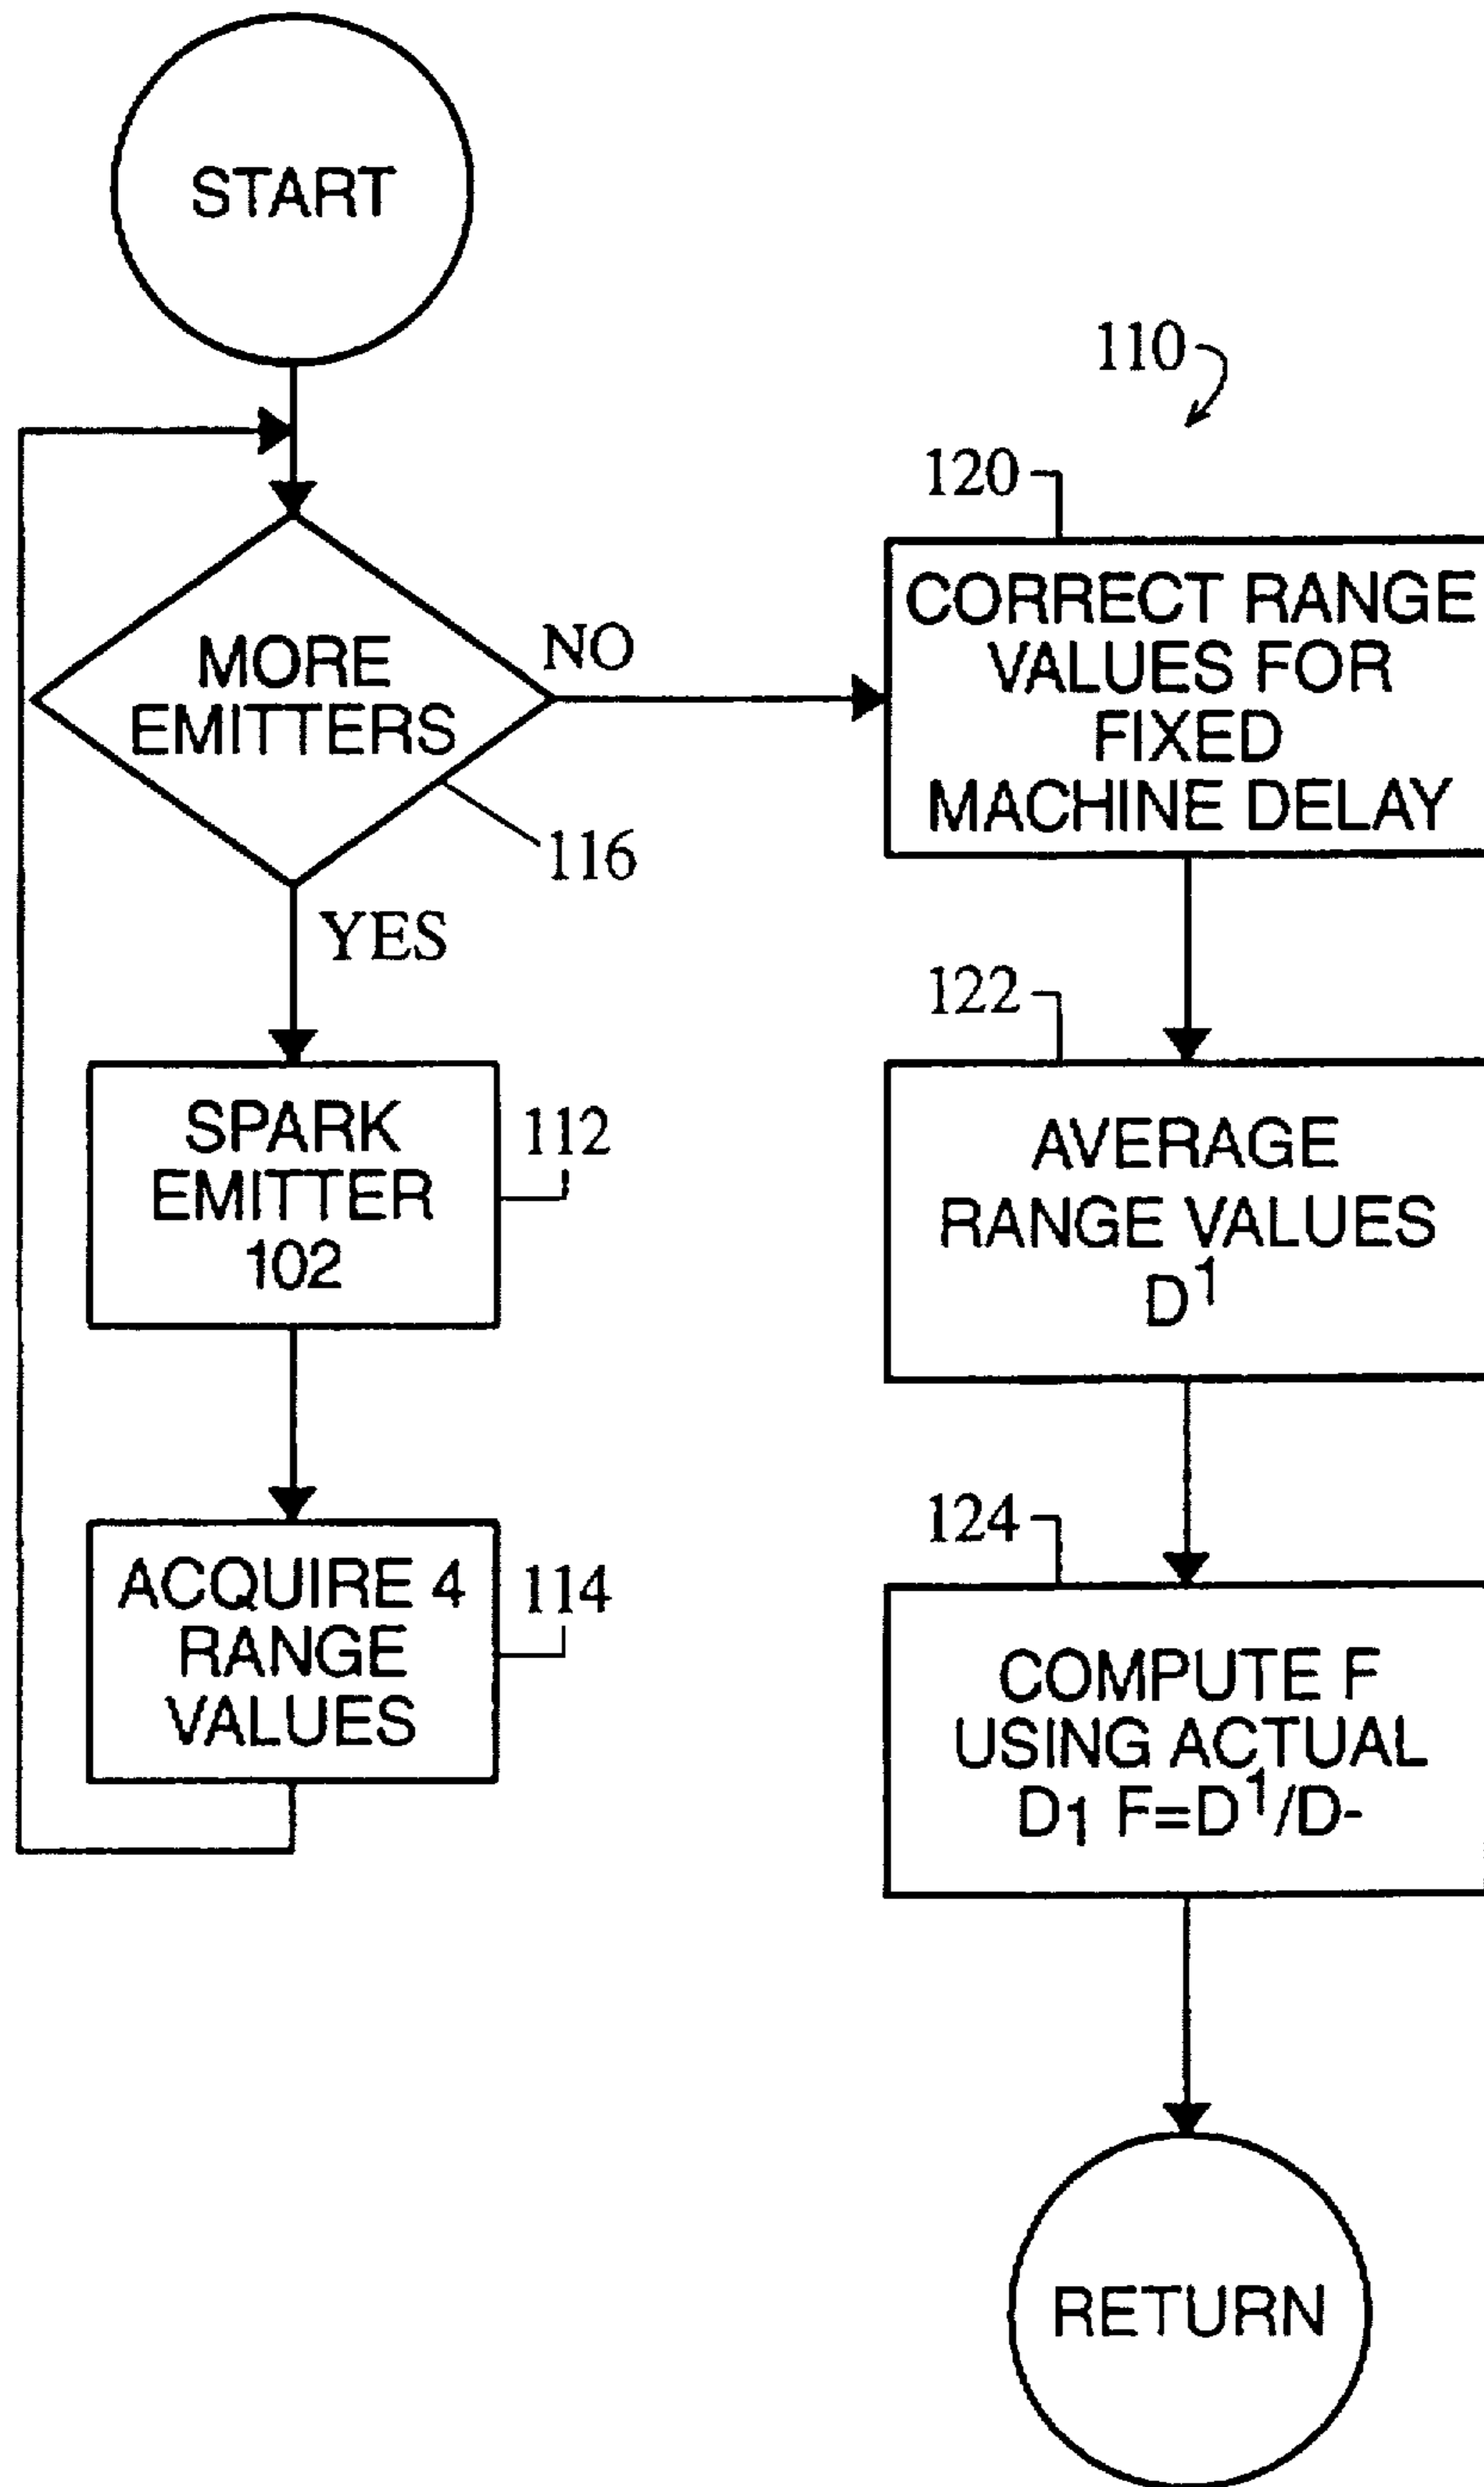 START
MORE
EMITTERS
NO
116
YES
SPARK
EMITTER
102
112
ACQUIRE 4
RANGE
VALUES
114
110
120
CORRECT RANGE
VALUES FOR
FIXED
MACHINE DELAY
122
AVERAGE
RANGE VALUES
D¹
124
COMPUTE F
USING ACTUAL
D₁ F=D¹/D-
RETURN